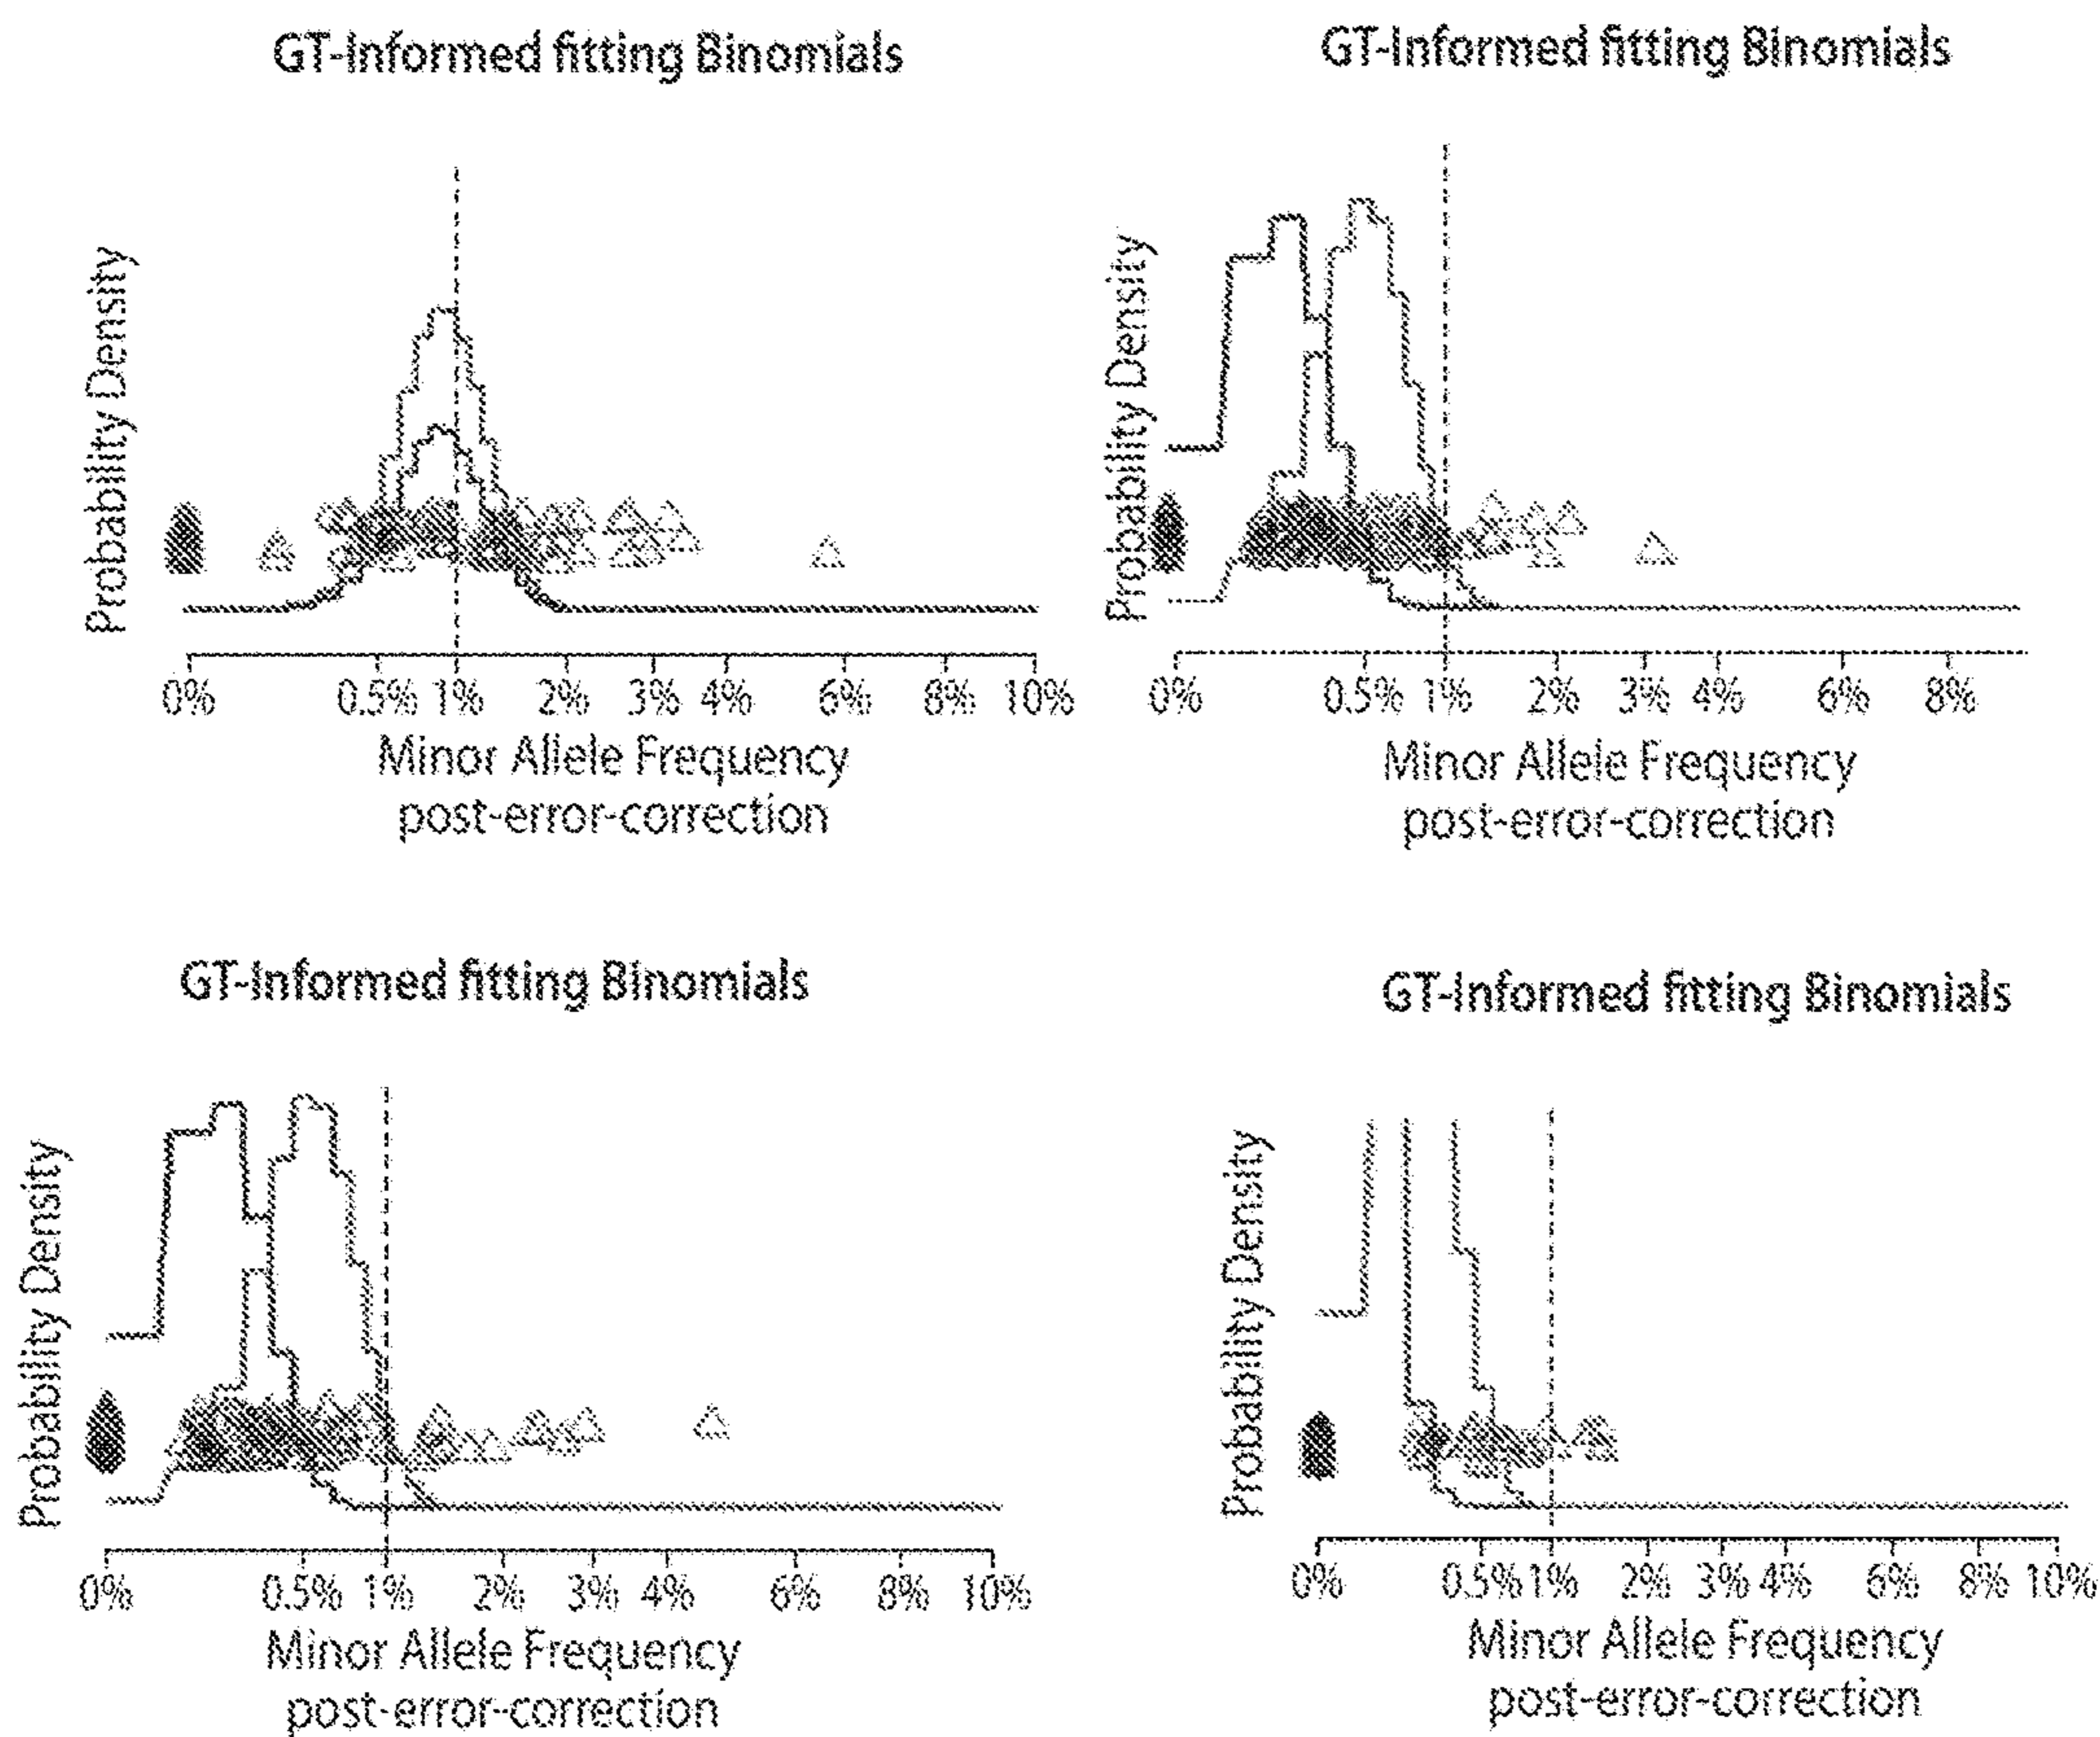 GT-Informed fitting Binomials
Probability Density
0% 0.5% 1% 2% 3% 4% 6% 8% 10%
Minor Allele Frequency
post-error-correction
GT-Informed fitting Binomials
Probability Density
0% 0.5% 1% 2% 3% 4% 6% 8%
Minor Allele Frequency
post-error-correction
GT-Informed fitting Binomials
Probability Density
0% 0.5% 1% 2% 3% 4% 6% 8% 10%
Minor Allele Frequency
post-error-correction
GT-Informed fitting Binomials
Probability Density
0% 0.5% 1% 2% 3% 4% 6% 8% 10%
Minor Allele Frequency
post-error-correction